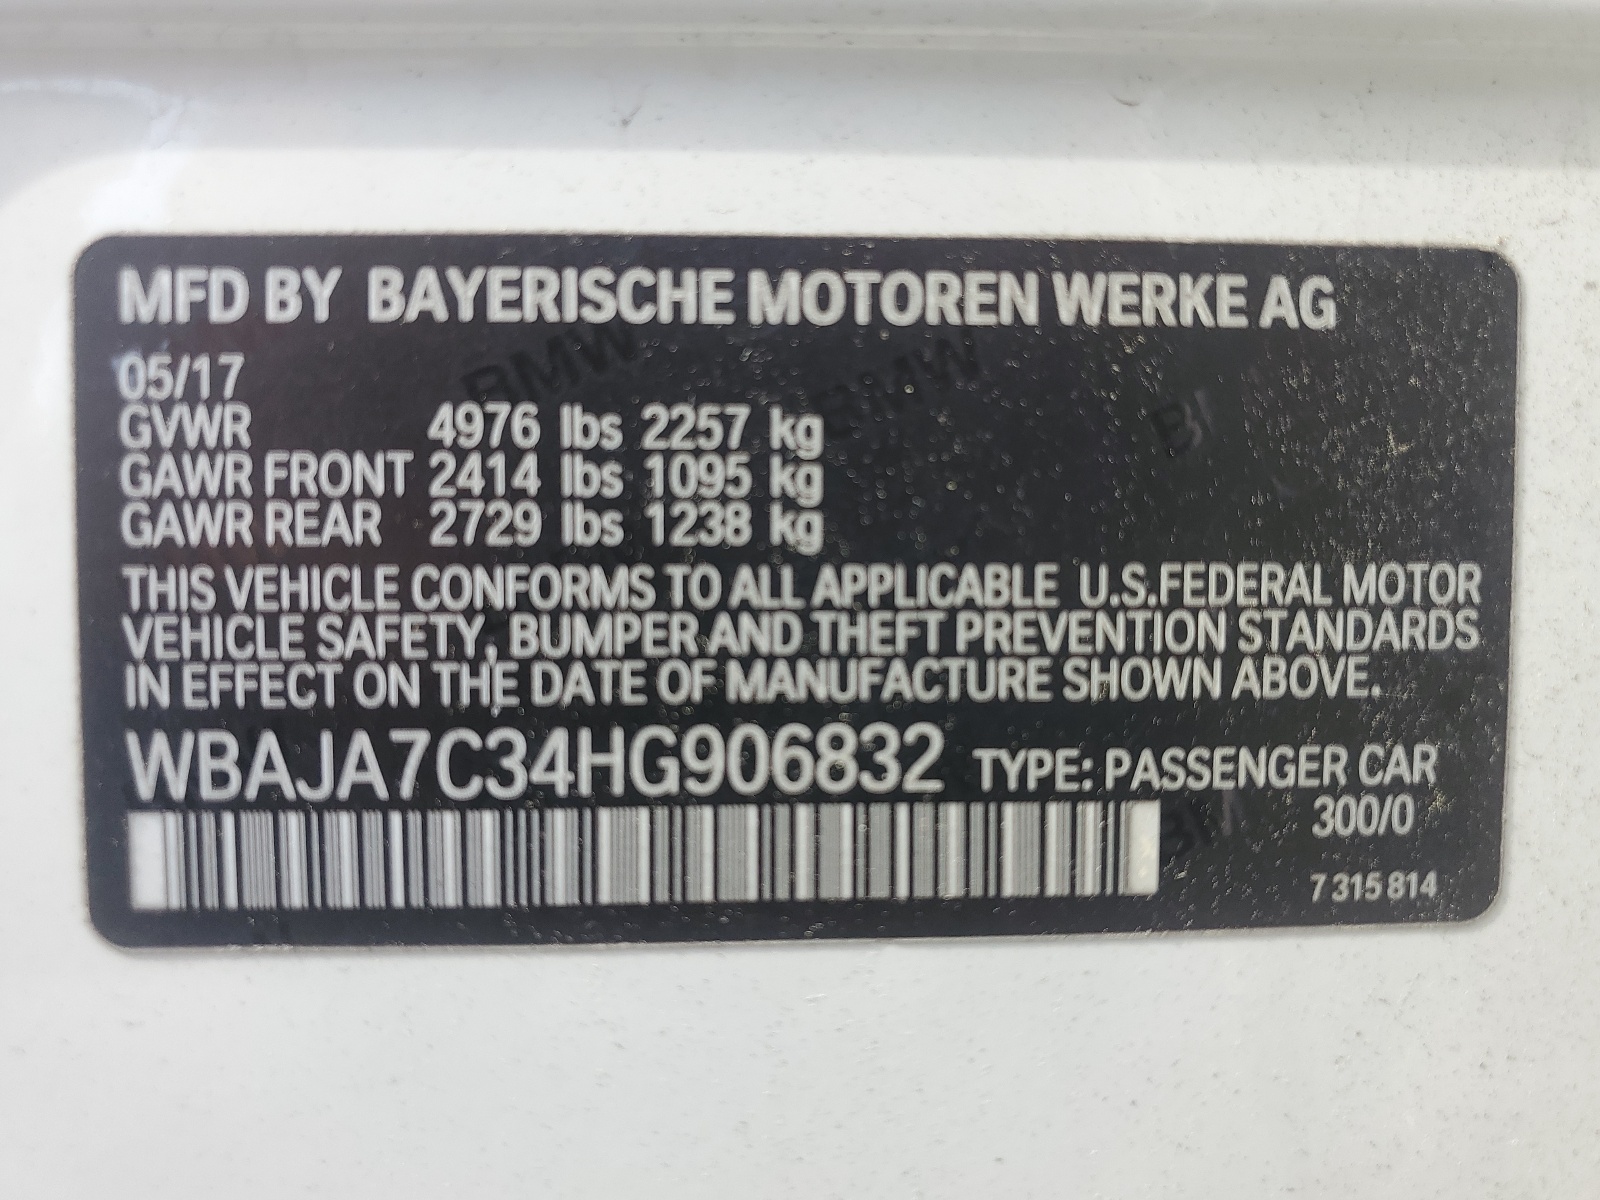 MFD BY BAYERISCHE MOTOREN WERKE AG
05/17
GVWR 4976 lbs 2257 kg
GAWR FRONT 2414 lbs 1095 kg
GAWR REAR 2729 lbs 1238 kg
THIS VEHICLE CONFORMS TO ALL APPLICABLE U.S.FEDERAL MOTOR
VEHICLE SAFETY, BUMPER AND THEFT PREVENTION STANDARDS
IN EFFECT ON THE DATE OF MANUFACTURE SHOWN ABOVE.
WBAJA7C34HG906832 TYPE: PASSENGER CAR
300/0
7 315 814
BMW
BMW